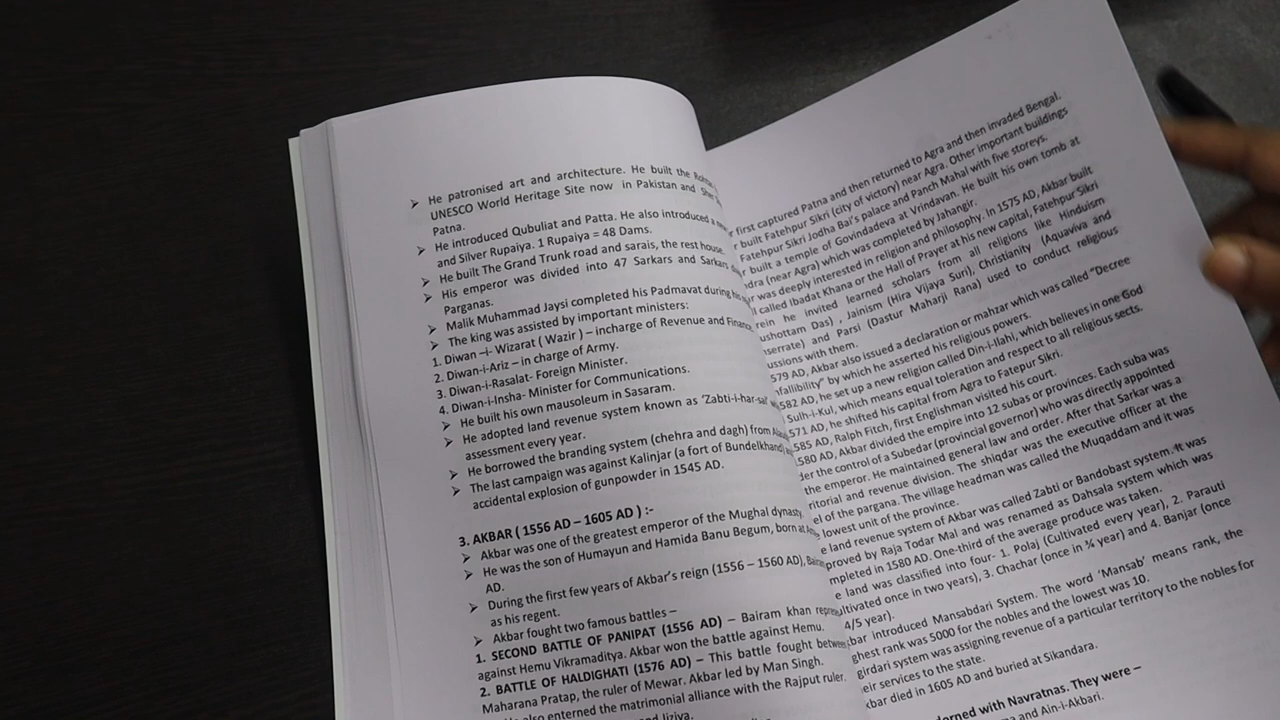 ➢ He patronised art and architecture. He built the
UNESCO World Heritage Site now in Pakistan and
Patna.
➢ He introduced Qubuliat and Patta. He also introduced a
and Silver Rupaiya. 1 Rupaiya = 48 Dams.
➢ He built The Grand Trunk road and sarais, the rest house.
➢ His emperor was divided into 47 Sarkars and Sarkars
Parganas.
➢ Malik Muhammad Jaysi completed his Padmavat during his
➢ The king was assisted by important ministers:
1. Diwan –i- Wizarat ( Wazir ) – incharge of Revenue and Finance.
2. Diwan-i-Ariz – in charge of Army.
3. Diwan-i-Rasalat- Foreign Minister.
4. Diwan-i-Insha- Minister for Communications.
➢ He built his own mausoleum in Sasaram.
➢ He adopted land revenue system known as 'Zabti-i-har-sal'
assessment every year.
➢ He borrowed the branding system (chehra and dagh) from
➢ The last campaign was against Kalinjar (a fort of Bundelkhand)
accidental explosion of gunpowder in 1545 AD.
3. AKBAR ( 1556 AD – 1605 AD ) :-
➢ Akbar was one of the greatest emperor of the Mughal dynasty.
➢ He was the son of Humayun and Hamida Banu Begum, born at
AD.
➢ During the first few years of Akbar's reign (1556 – 1560 AD),
as his regent.
➢ Akbar fought two famous battles –
1. SECOND BATTLE OF PANIPAT (1556 AD) – Bairam khan
against Hemu Vikramaditya. Akbar won the battle against Hemu.
2. BATTLE OF HALDIGHATI (1576 AD) – This battle fought between
Maharana Pratap, the ruler of Mewar. Akbar led by Man Singh.
also enterned the matrimonial alliance with the Rajput ruler.
Jiziya.
first captured Patna and then returned to Agra and then invaded Bengal.
built Fatehpur Sikri (city of victory) near Agra. Other important buildings
Fatehpur Sikri Jodha Bai's palace and Panch Mahal with five storeys.
built a temple of Govindadeva at Vrindavan. He built his own tomb at
(near Agra) which was completed by Jahangir.
was deeply interested in religion and philosophy. In 1575 AD, Akbar built
called Ibadat Khana or the Hall of Prayer at his new capital, Fatehpur Sikri
he invited learned scholars from all religions like Hinduism
Das) , Jainism (Hira Vijaya Suri), Christianity (Aquaviva and
and Parsi (Dastur Maharji Rana) used to conduct religious
with them.
579 AD, Akbar also issued a declaration or mahzar which was called "Decree
by which he asserted his religious powers.
582 AD, he set up a new religion called Din-i-Ilahi, which believes in one God
Sulh-i-Kul, which means equal toleration and respect to all religious sects.
571 AD, he shifted his capital from Agra to Fatepur Sikri.
585 AD, Ralph Fitch, first Englishman visited his court.
580 AD, Akbar divided the empire into 12 subas or provinces. Each suba was
the control of a Subedar (provincial governor) who was directly appointed
the emperor. He maintained general law and order. After that Sarkar was a
and revenue division. The shiqdar was the executive officer at the
of the pargana. The village headman was called the Muqaddam and it was
lowest unit of the province.
land revenue system of Akbar was called Zabti or Bandobast system. It was
by Raja Todar Mal and was renamed as Dahsala system which was
in 1580 AD. One-third of the average produce was taken.
land was classified into four- 1. Polaj (Cultivated every year), 2. Parauti
once in two years), 3. Chachar (once in ¾ year) and 4. Banjar (once
4/5 year).
introduced Mansabdari System. The word 'Mansab' means rank, the
rank was 5000 for the nobles and the lowest was 10.
system was assigning revenue of a particular territory to the nobles for
services to the state.
died in 1605 AD and buried at Sikandara.
with Navratnas. They were –
and Ain-i-Akbari.